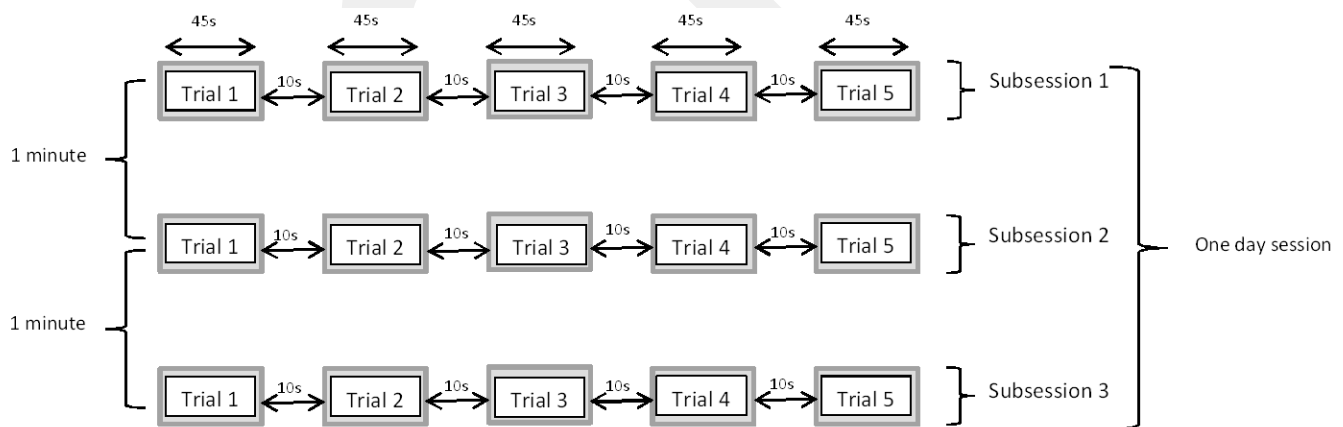 45s 45s 45s 45s 45s
Trial 1 10s Trial 2 10s Trial 3 10s Trial 4 10s Trial 5 Subsession 1
1 minute
Trial 1 10s Trial 2 10s Trial 3 10s Trial 4 10s Trial 5 Subsession 2
One day session
1 minute
Trial 1 10s Trial 2 10s Trial 3 10s Trial 4 10s Trial 5 Subsession 3